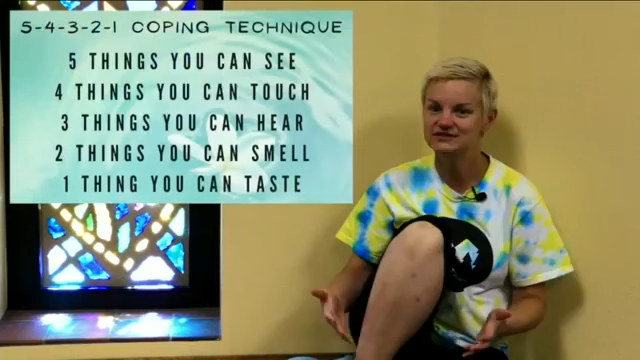 5-4-3-2-1 COPING TECHNIQUE
5 THINGS YOU CAN SEE
4 THINGS YOU CAN TOUCH
3 THINGS YOU CAN HEAR
2 THINGS YOU CAN SMELL
1 THING YOU CAN TASTE